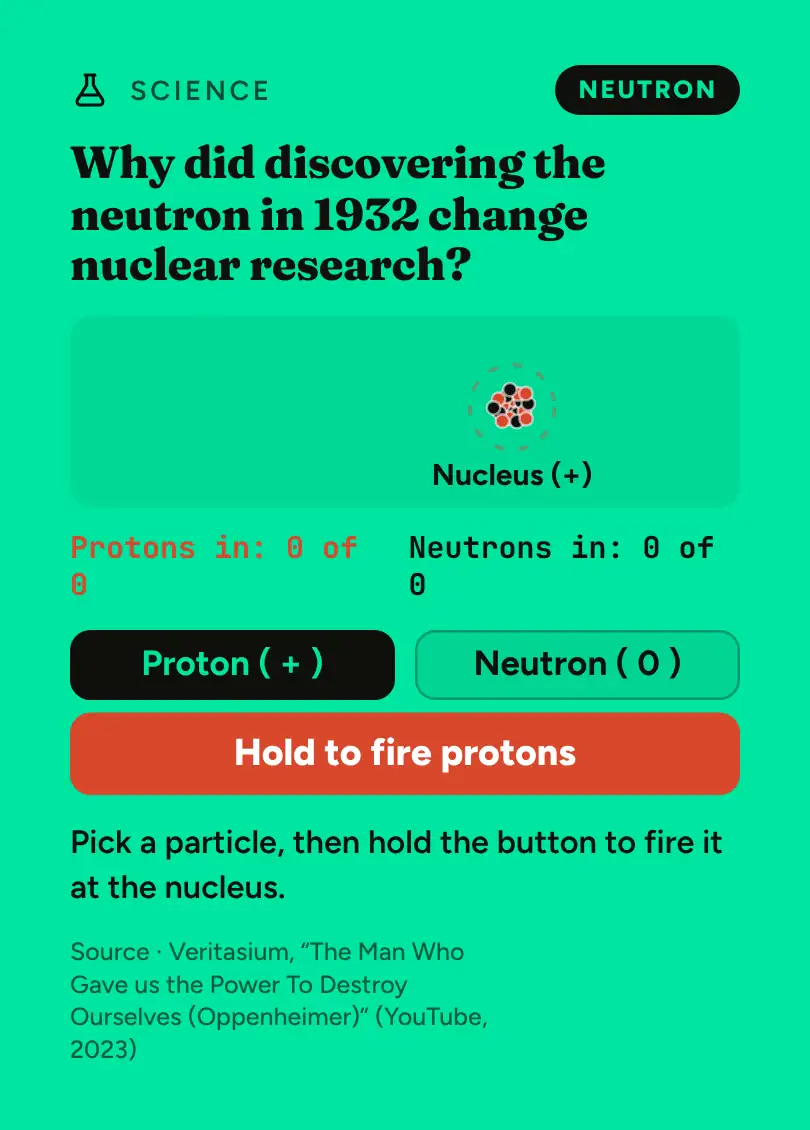 SCIENCE
NEUTRON
Why did discovering the
neutron in 1932 change
nuclear research?
Nucleus (+)
Protons in: 0 of
0
Neutrons in: 0 of
0
Proton ( + )
Neutron ( 0 )
Hold to fire protons
Pick a particle, then hold the button to fire it
at the nucleus.
Source · Veritasium, “The Man Who
Gave us the Power To Destroy
Ourselves (Oppenheimer)” (YouTube,
2023)